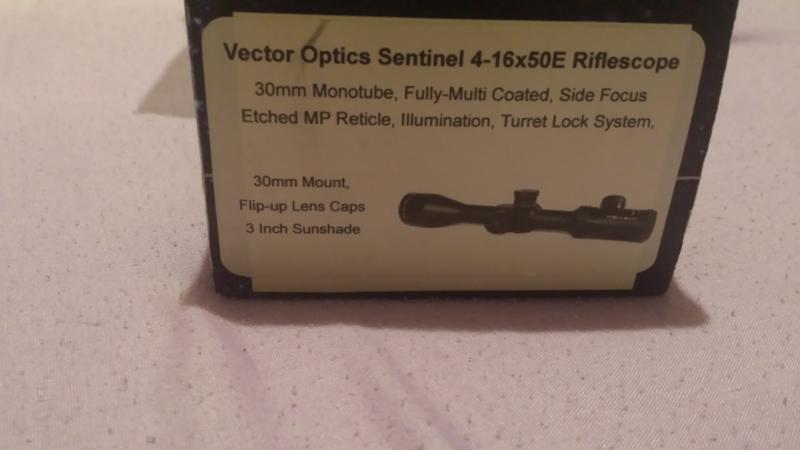 Vector Optics Sentinel 4-16x50E Riflescope
30mm Monotube, Fully-Multi Coated, Side Focus
Etched MP Reticle, Illumination, Turret Lock System,
30mm Mount,
Flip-up Lens Caps
3 Inch Sunshade